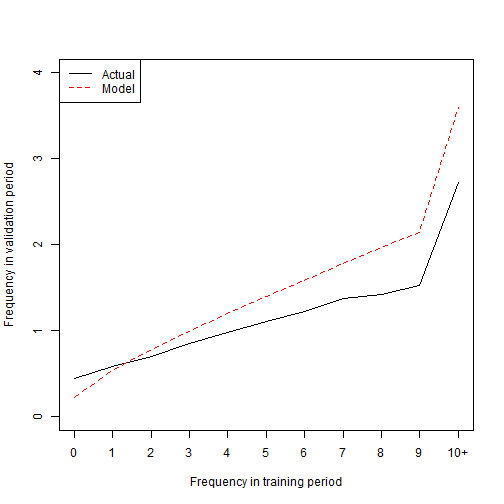 Actual
Model
4
3
2
1
0
Frequency in validation period
0 1 2 3 4 5 6 7 8 9 10+
Frequency in training period